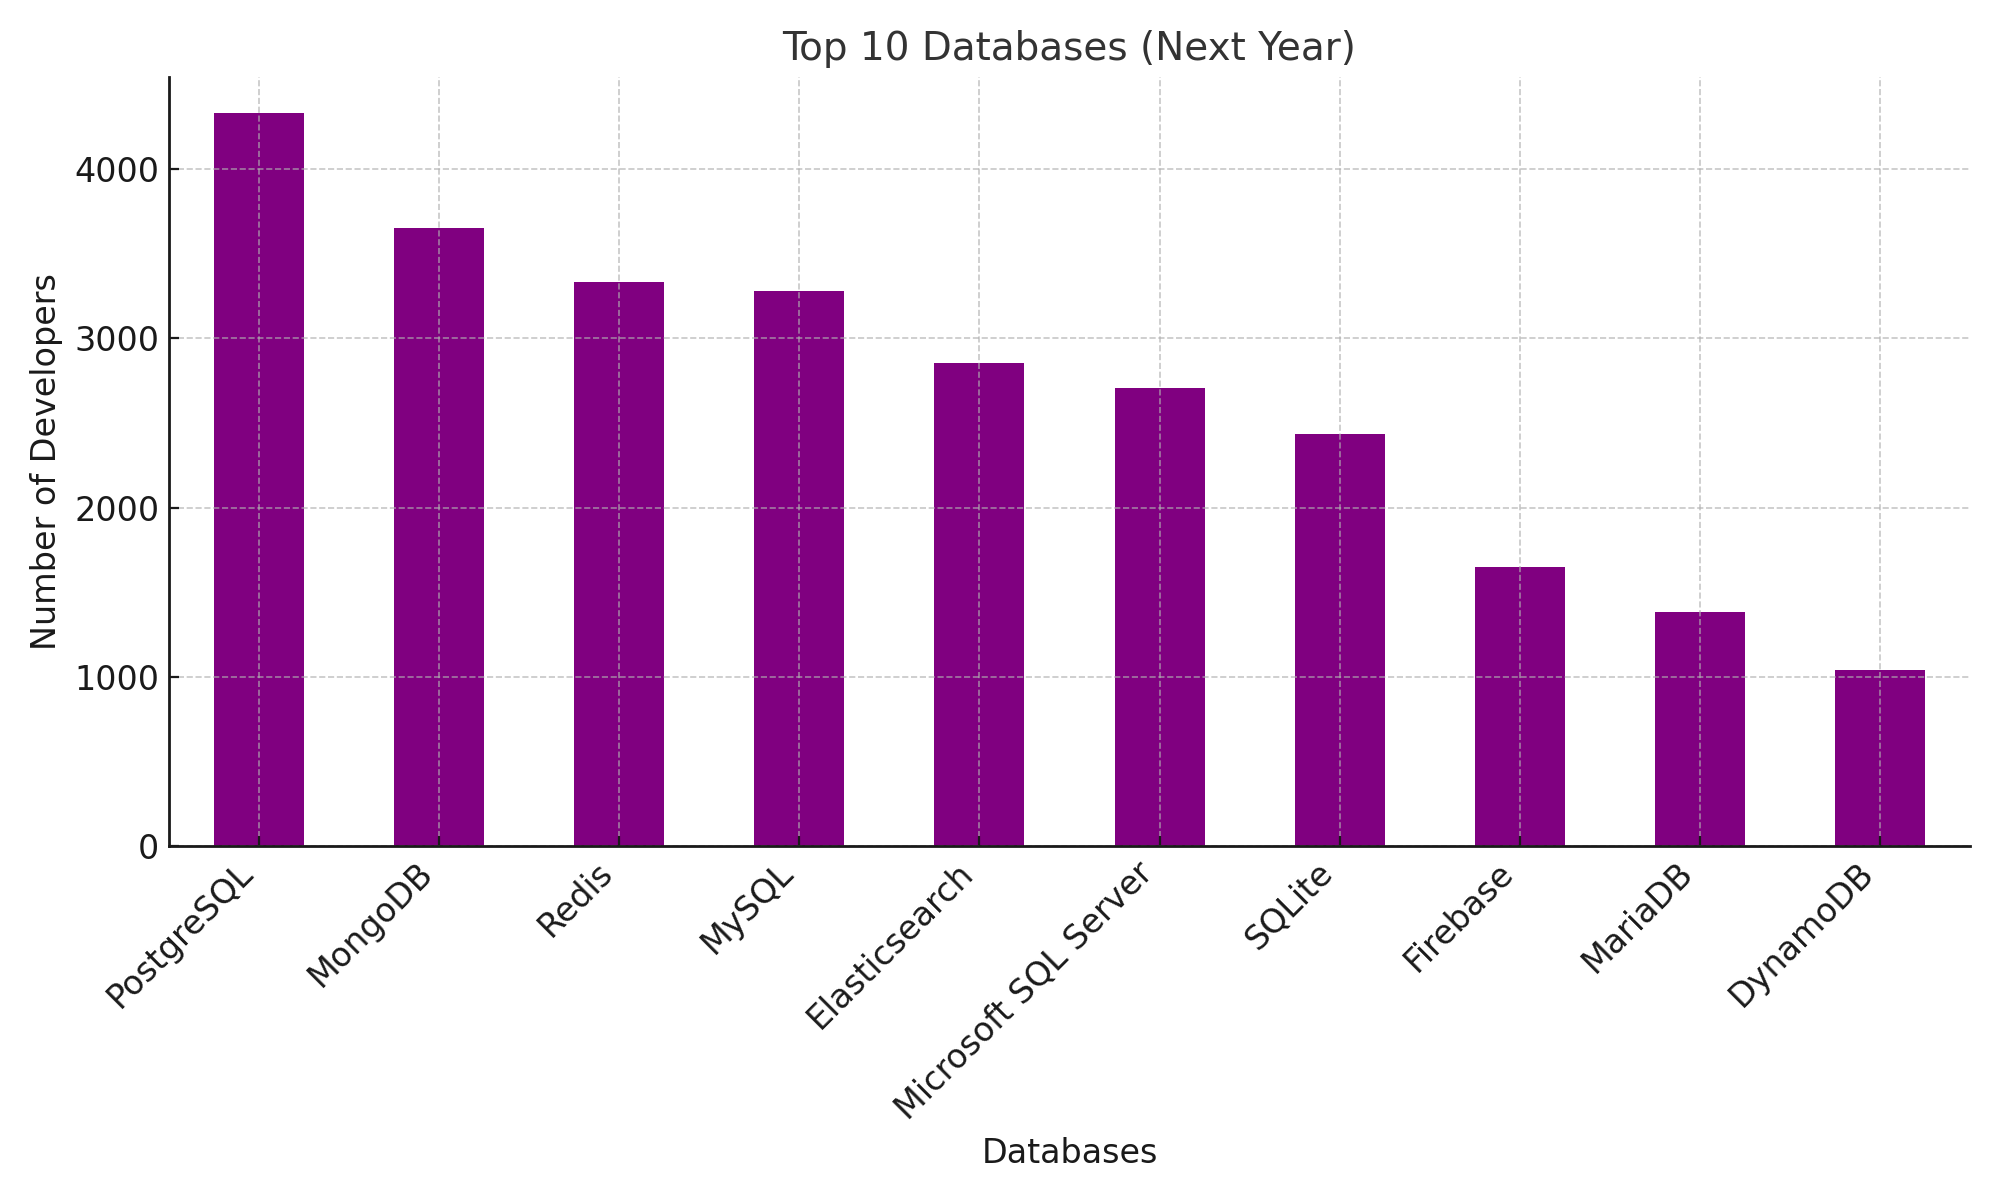 Top 10 Databases (Next Year)
Number of Developers
4000
3000
2000
1000
0
PostgreSQL
MongoDB
Redis
MySQL
Elasticsearch
Microsoft SQL Server
SQLite
Firebase
MariaDB
DynamoDB
Databases